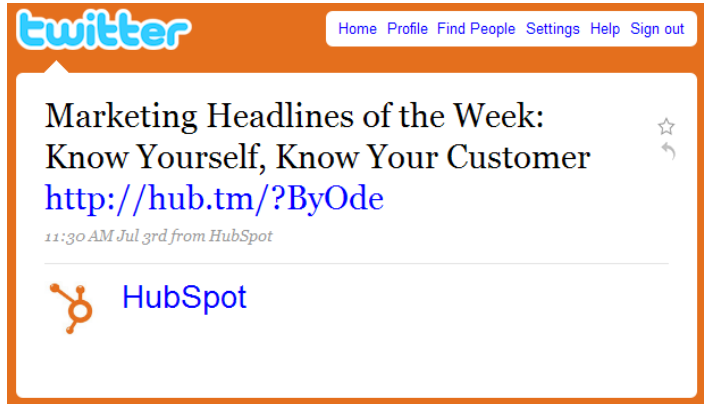 twitter
Home Profile Find People Settings Help Sign out
Marketing Headlines of the Week:
Know Yourself, Know Your Customer
http://hub.tm/?ByOde
11:30 AM Jul 3rd from HubSpot
HubSpot